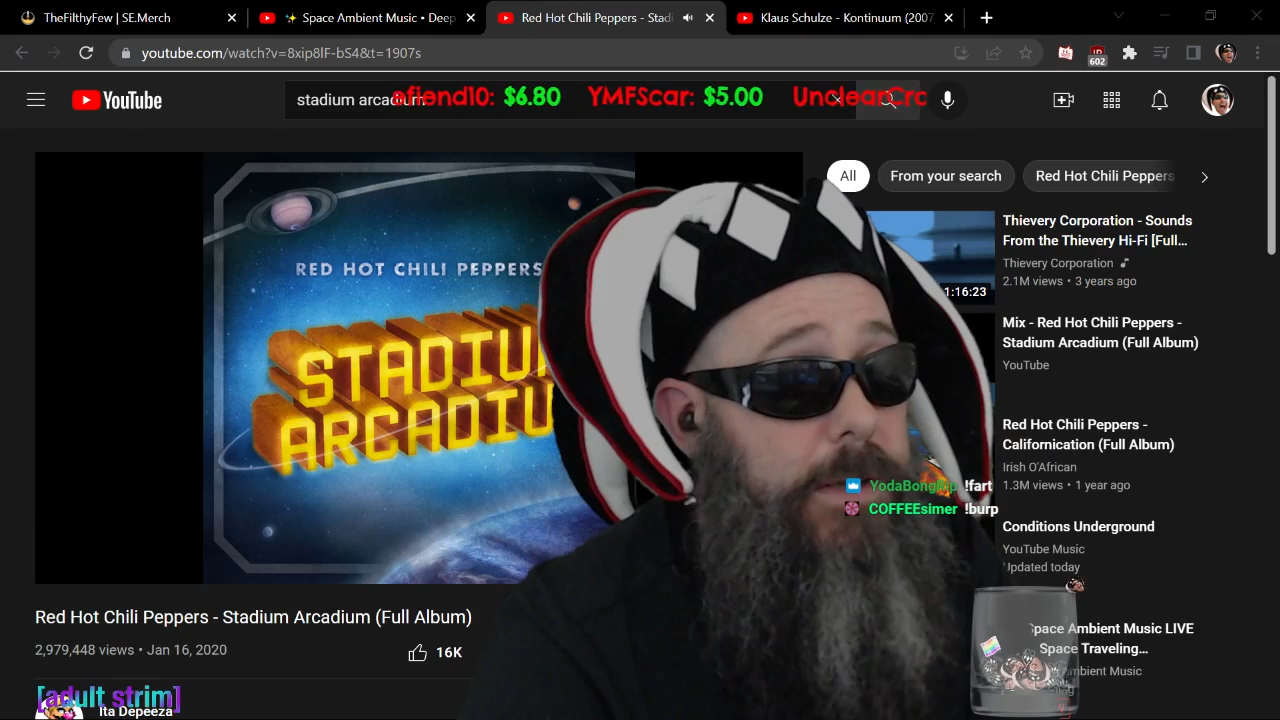 TheFilthyFew | SE.Merch
Space Ambient Music • Deep
Red Hot Chili Peppers - Stadi
Klaus Schulze - Kontinuum (2007
youtube.com/watch?v=8xip8IF-bS4&t=1907s
602
YouTube
stadium arcadium
efiend10: $6.80 YMFScar: $5.00 UnclearCrc
All
From your search
Red Hot Chili Peppers
RED HOT CHILI PEPPERS
STADIU
ARCADIU
1:16:23
Thievery Corporation - Sounds
From the Thievery Hi-Fi [Full...
Thievery Corporation
2.1M views • 3 years ago
Mix - Red Hot Chili Peppers -
Stadium Arcadium (Full Album)
YouTube
Red Hot Chili Peppers -
Californication (Full Album)
Irish O'African
1.3M views • 1 year ago
YodaBongRip !fart
COFFEEsimer !burp
Conditions Underground
YouTube Music
Updated today
Space Ambient Music LIVE
Space Traveling...
Ambient Music
Red Hot Chili Peppers - Stadium Arcadium (Full Album)
2,979,448 views • Jan 16, 2020
16K
[adult strim]
Ita Depeeza